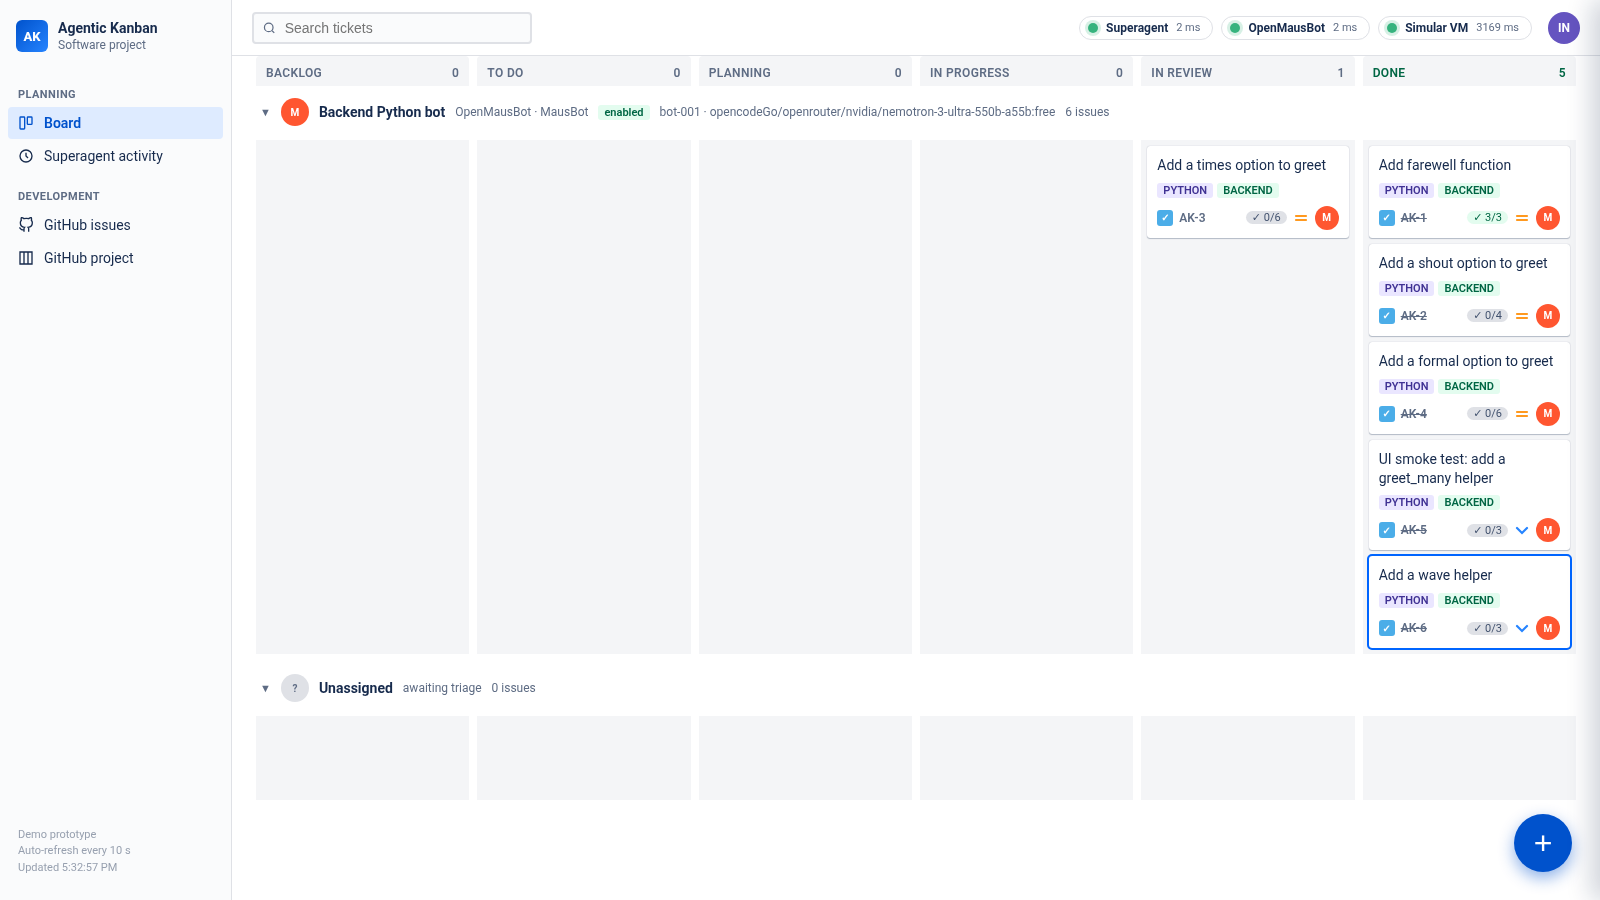 AK
Agentic Kanban
Software project
Search tickets
Superagent 2 ms
OpenMausBot 2 ms
Simular VM 3169 ms
IN
PLANNING
Board
Superagent activity
DEVELOPMENT
GitHub issues
GitHub project
BACKLOG 0
TO DO 0
PLANNING 0
IN PROGRESS 0
IN REVIEW 1
DONE 5
M Backend Python bot OpenMausBot · MausBot enabled bot-001 · opencodeGo/openrouter/nvidia/nemotron-3-ultra-550b-a55b:free 6 issues
Add a times option to greet
PYTHON BACKEND
AK-3 ✓ 0/6 M
Add farewell function
PYTHON BACKEND
AK-1 ✓ 3/3 M
Add a shout option to greet
PYTHON BACKEND
AK-2 ✓ 0/4 M
Add a formal option to greet
PYTHON BACKEND
AK-4 ✓ 0/6 M
UI smoke test: add a
greet_many helper
PYTHON BACKEND
AK-5 ✓ 0/3 M
Add a wave helper
PYTHON BACKEND
AK-6 ✓ 0/3 M
? Unassigned awaiting triage 0 issues
Demo prototype
Auto-refresh every 10 s
Updated 5:32:57 PM
+